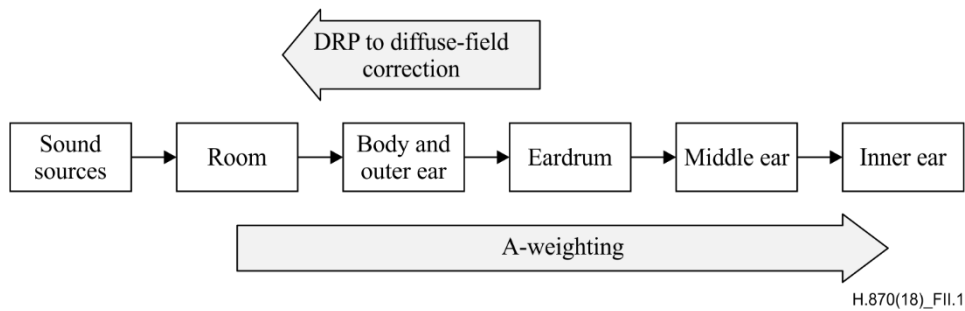 DRP to diffuse-field
correction
Sound
sources
Room
Body and
outer ear
Eardrum
Middle ear
Inner ear
A-weighting
H.870(18)_FII.1